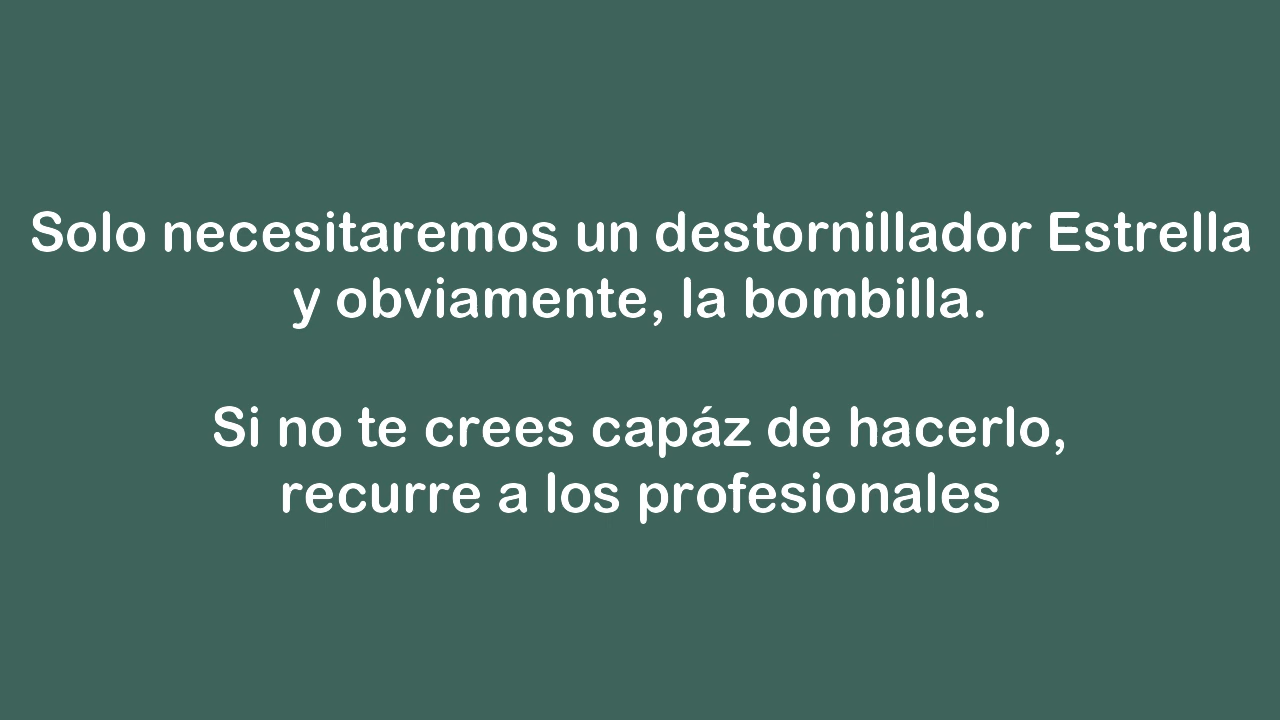 Solo necesitaremos un destornillador Estrella
y obviamente, la bombilla.
Si no te crees capáz de hacerlo,
recurre a los profesionales